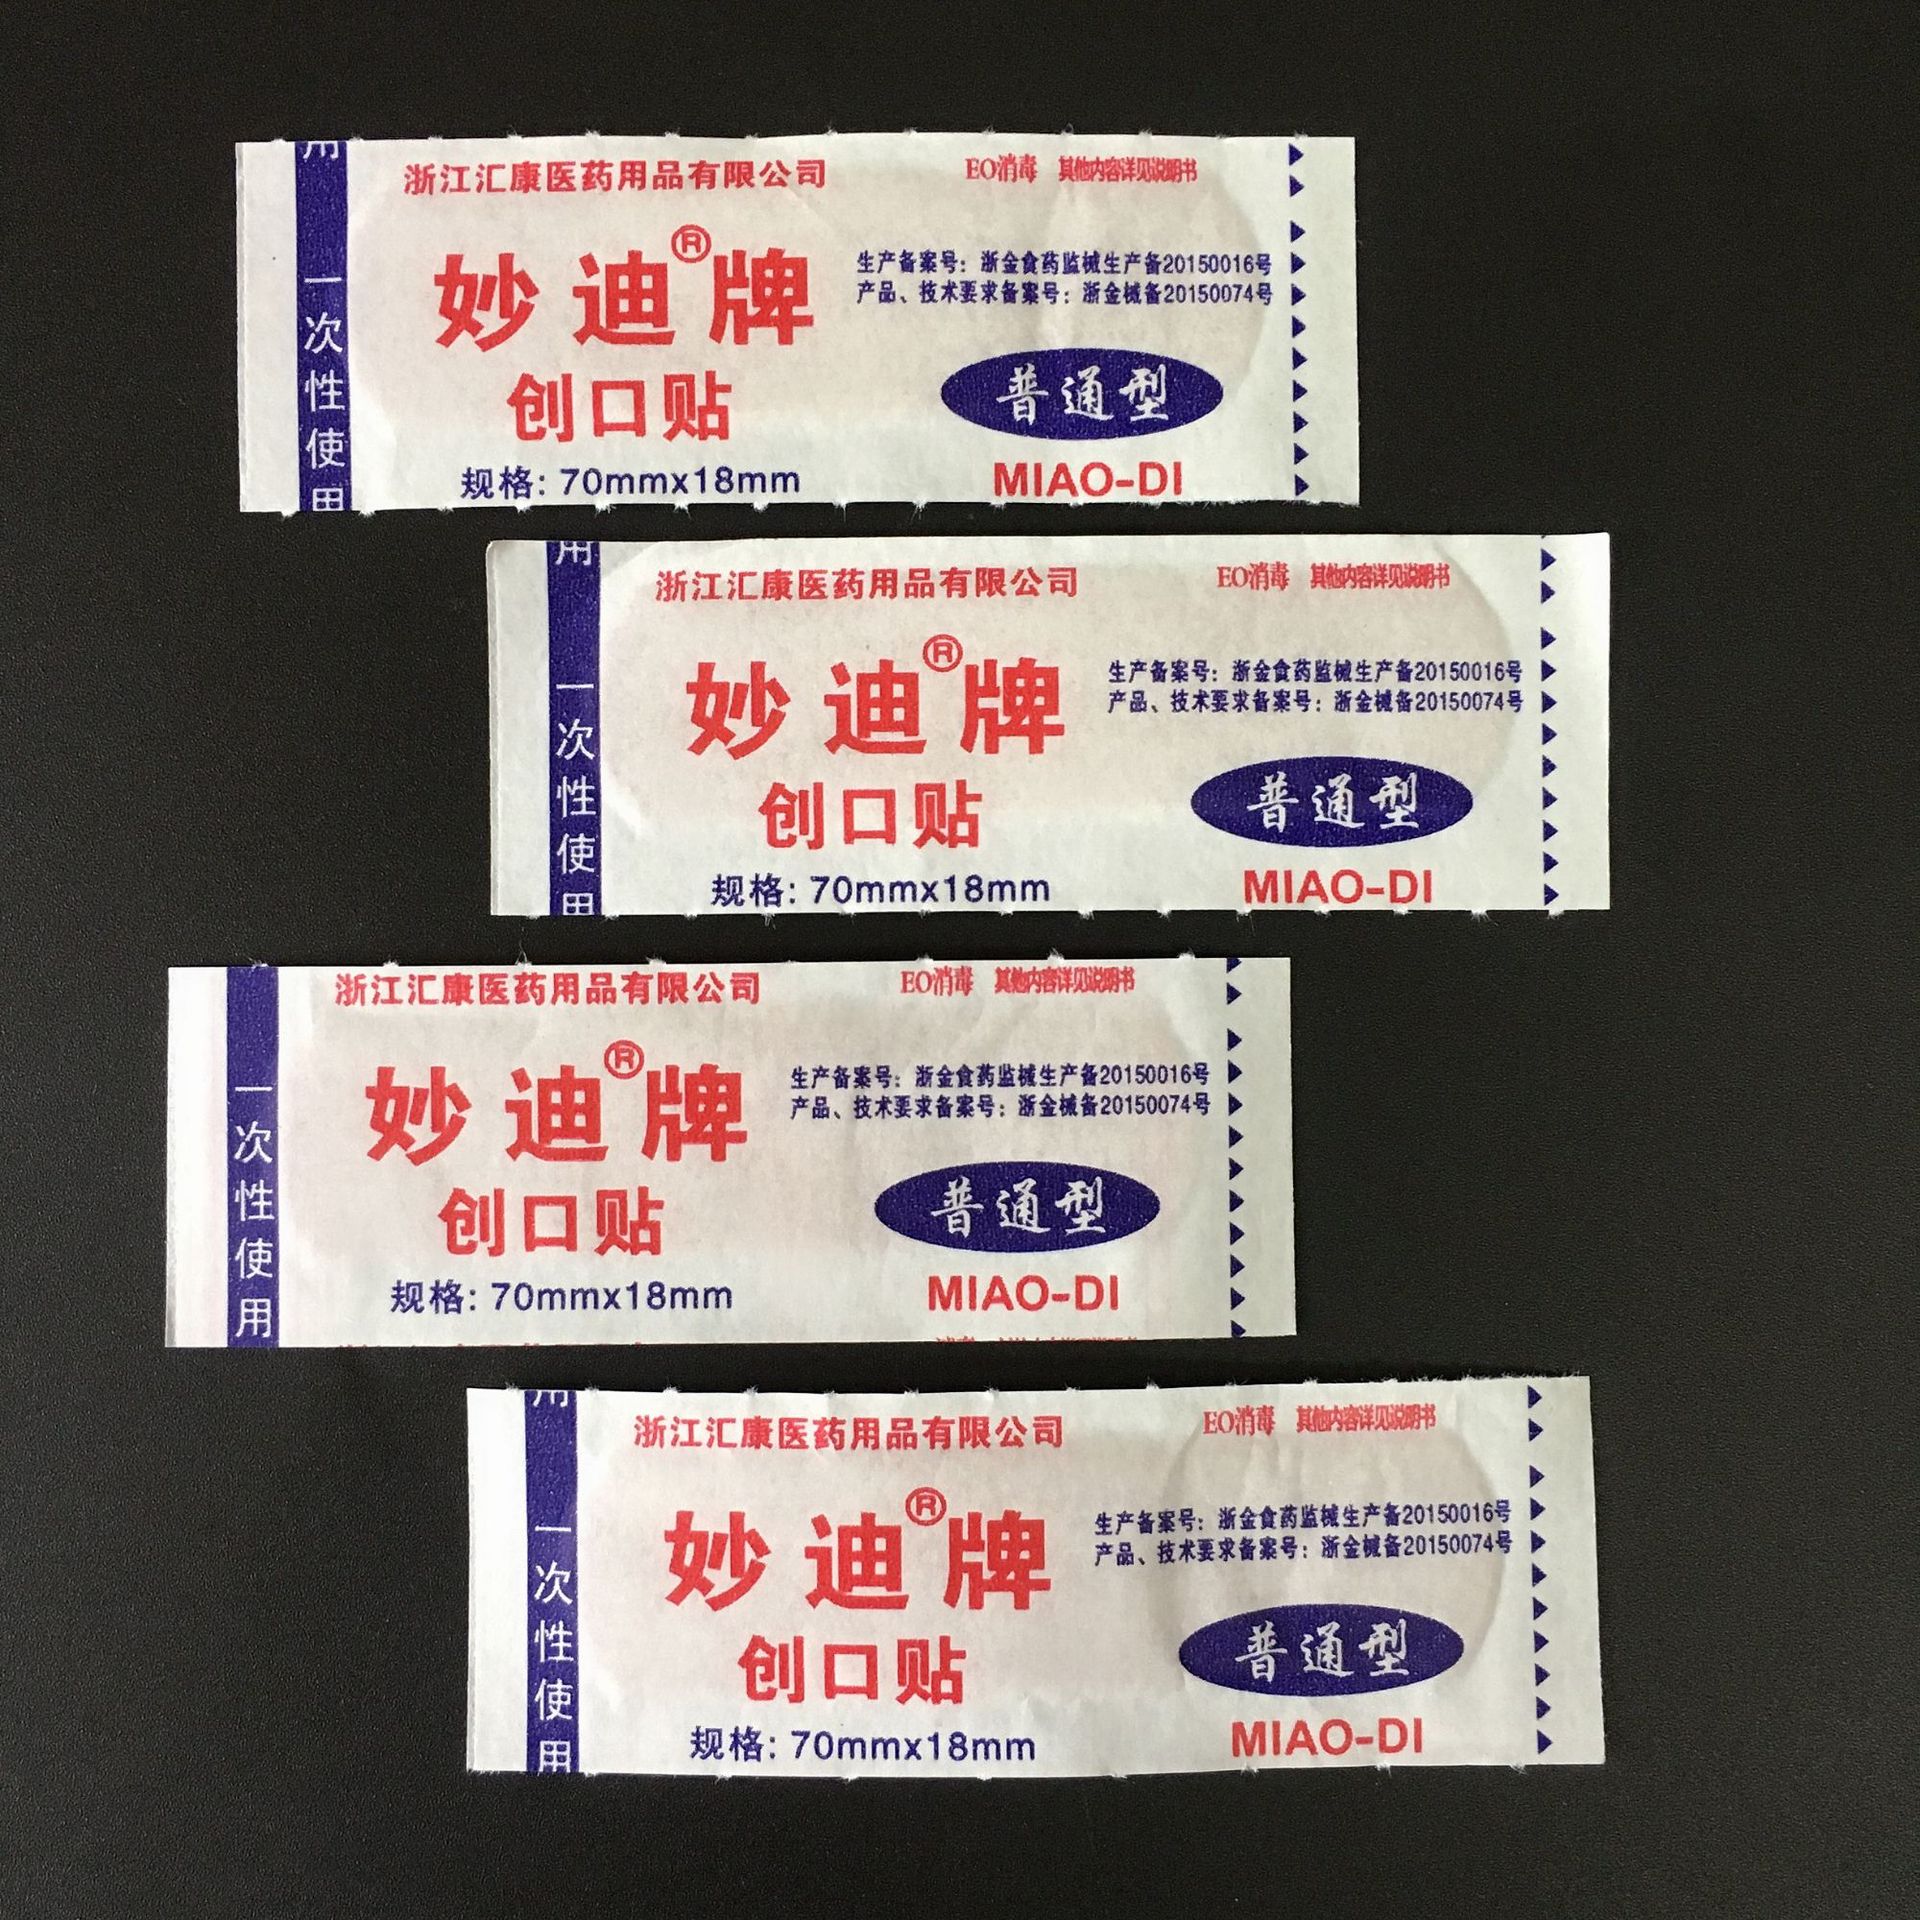 浙江汇康医药用品有限公司 EO消毒 其他内容详见说明书
妙迪®牌
生产备案号：浙金食药监械生产备20150016号
产品、技术要求备案号：浙金械备20150074号
创口贴
普通型
规格: 70mmx18mm
MIAO-DI
一次性使用
浙江汇康医药用品有限公司 EO消毒 其他内容详见说明书
妙迪®牌
生产备案号：浙金食药监械生产备20150016号
产品、技术要求备案号：浙金械备20150074号
创口贴
普通型
规格: 70mmx18mm
MIAO-DI
一次性使用
浙江汇康医药用品有限公司 EO消毒 其他内容详见说明书
妙迪®牌
生产备案号：浙金食药监械生产备20150016号
产品、技术要求备案号：浙金械备20150074号
创口贴
普通型
规格: 70mmx18mm
MIAO-DI
一次性使用
浙江汇康医药用品有限公司 EO消毒 其他内容详见说明书
妙迪®牌
生产备案号：浙金食药监械生产备20150016号
产品、技术要求备案号：浙金械备20150074号
创口贴
普通型
规格: 70mmx18mm
MIAO-DI
一次性使用